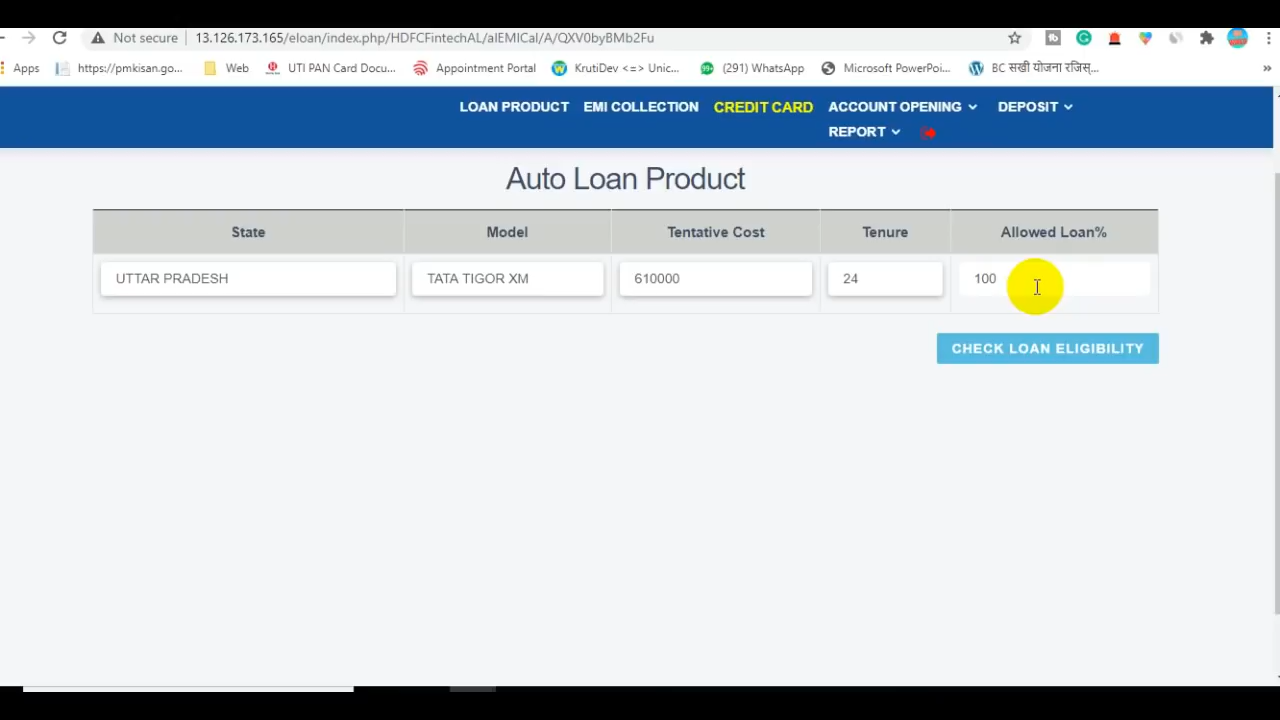 Not secure 13.126.173.165/eloan/index.php/HDFCFintechAL/alEMICal/A/QXV0byBMb2Fu
Apps https://pmkisan.go... Web UTI PAN Card Docu... Appointment Portal KrutiDev <=> Unic... (291) WhatsApp Microsoft PowerPoi... BC सखी योजना रजिस्... »
LOAN PRODUCT EMI COLLECTION CREDIT CARD ACCOUNT OPENING DEPOSIT
REPORT
Auto Loan Product
State Model Tentative Cost Tenure Allowed Loan%
UTTAR PRADESH TATA TIGOR XM 610000 24 100
CHECK LOAN ELIGIBILITY